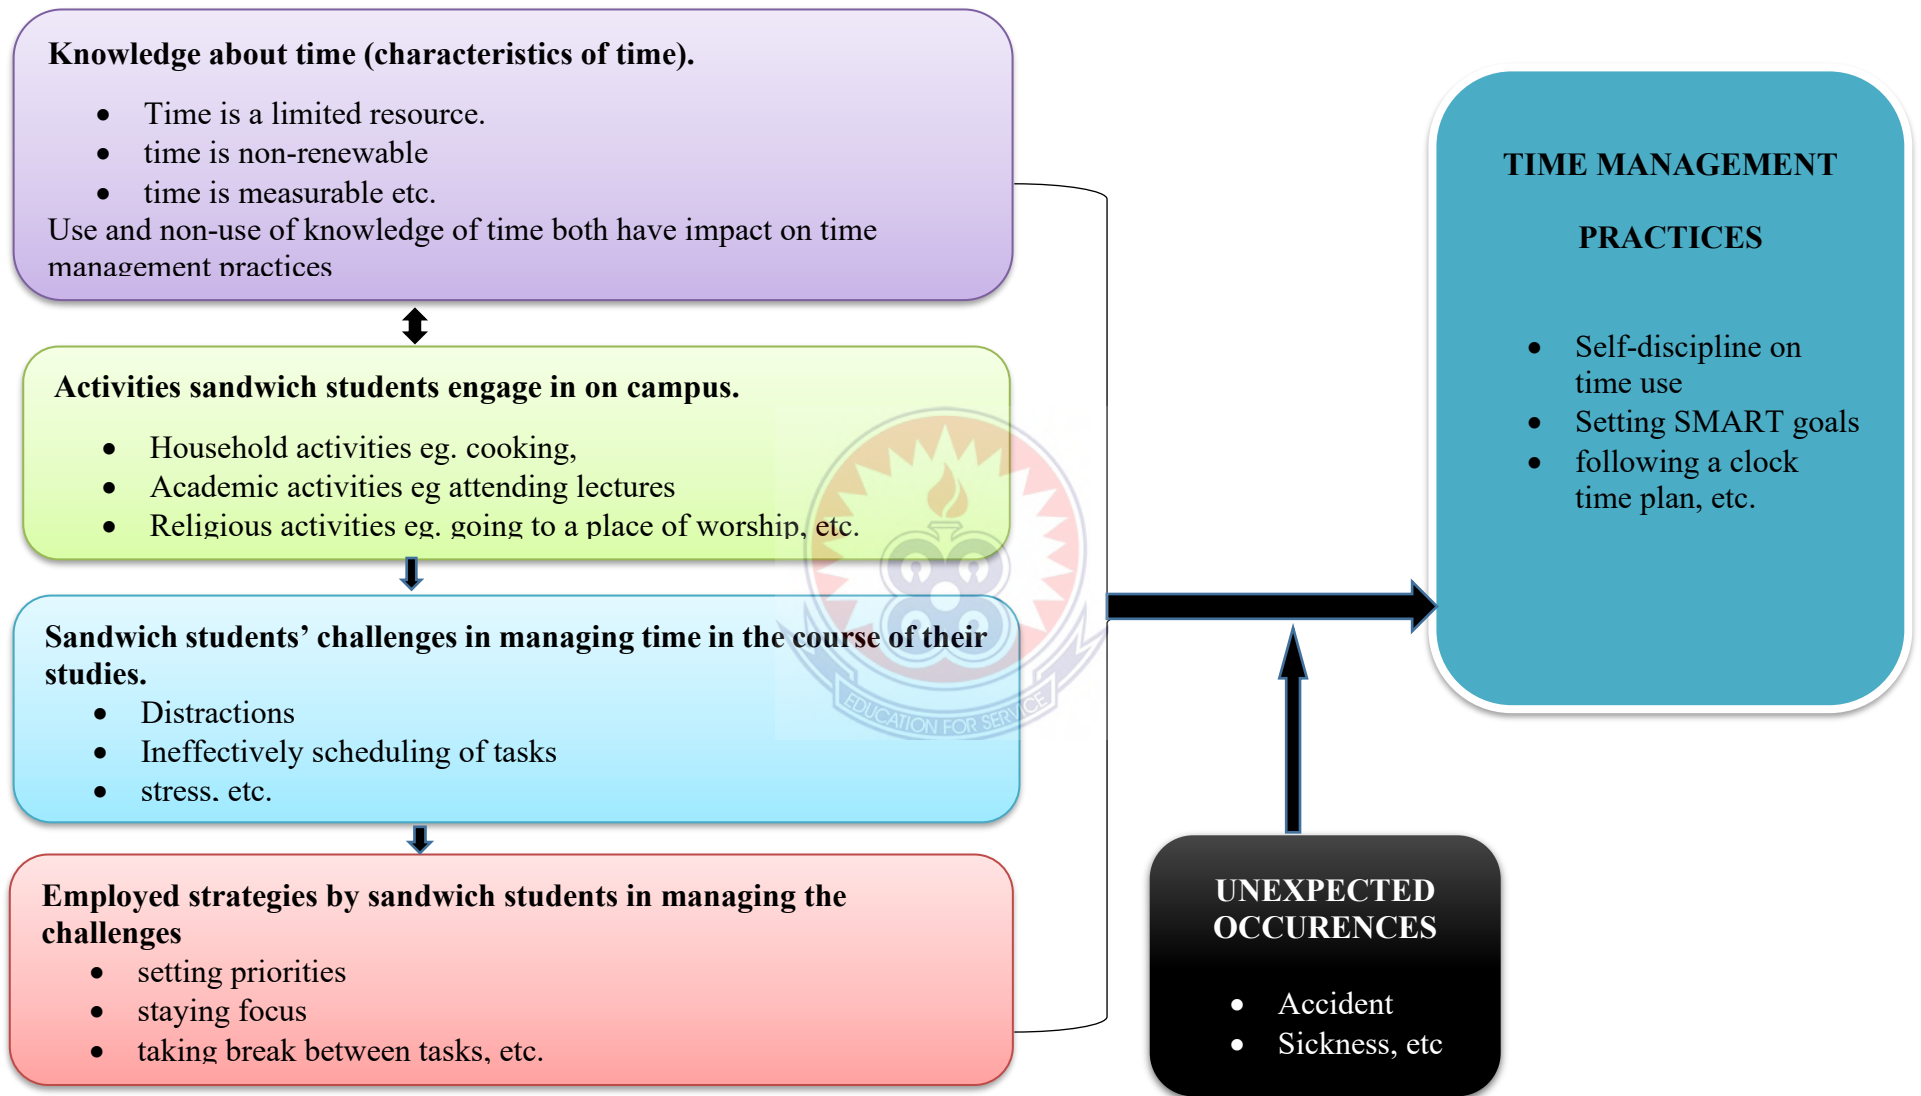 Knowledge about time (characteristics of time).
• Time is a limited resource.
• time is non-renewable
• time is measurable etc.
Use and non-use of knowledge of time both have impact on time
management practices
Activities sandwich students engage in on campus.
• Household activities eg. cooking,
• Academic activities eg attending lectures
• Religious activities eg. going to a place of worship, etc.
Sandwich students’ challenges in managing time in the course of their
studies.
• Distractions
• Ineffectively scheduling of tasks
• stress, etc.
Employed strategies by sandwich students in managing the
challenges
• setting priorities
• staying focus
• taking break between tasks, etc.
EDUCATION FOR SERVICE
UNEXPECTED
OCCURENCES
• Accident
• Sickness, etc
TIME MANAGEMENT
PRACTICES
• Self-discipline on
time use
• Setting SMART goals
• following a clock
time plan, etc.